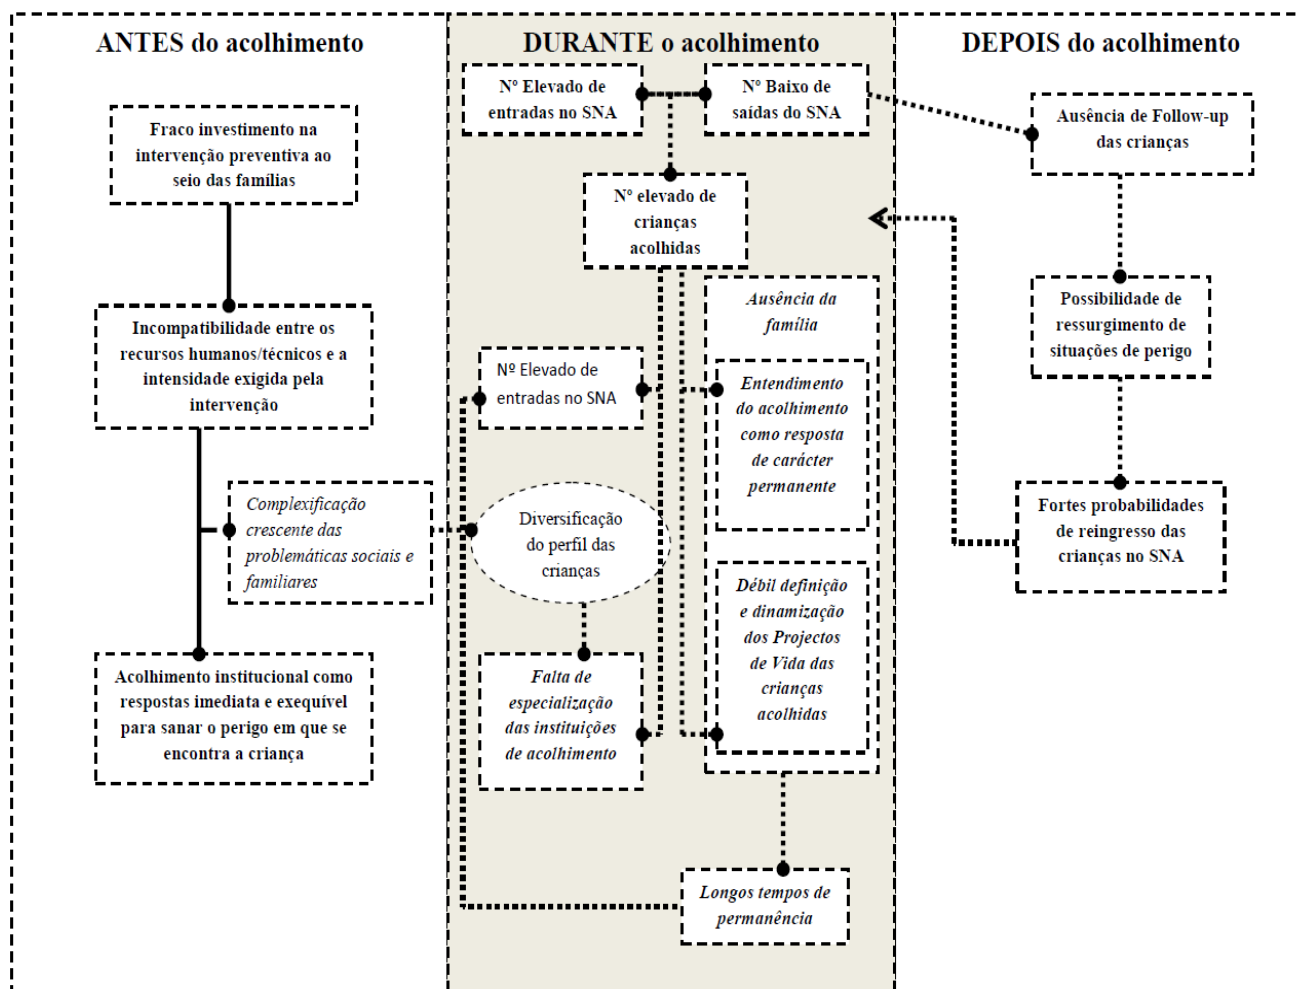 ANTES do acolhimento
Fraco investimento na
intervenção preventiva ao
seio das famílias
Incompatibilidade entre os
recursos humanos/técnicos e a
intensidade exigida pela
intervenção
Complexificação
crescente das
problemáticas sociais e
familiares
Acolhimento institucional como
respostas imediata e exequível
para sanar o perigo em que se
encontra a criança
DURANTE o acolhimento
Nº Elevado de
entradas no SNA
Nº Baixo de
saídas do SNA
Nº elevado de
crianças
acolhidas
Nº Elevado de
entradas no SNA
Diversificação
do perfil das
crianças
Falta de
especialização
das instituições
de acolhimento
Ausência da
família
Entendimento
do acolhimento
como resposta
de carácter
permanente
Débil definição
e dinamização
dos Projectos
de Vida das
crianças
acolhidas
Longos tempos de
permanência
DEPOIS do acolhimento
Ausência de Follow-up
das crianças
Possibilidade de
ressurgimento de
situações de perigo
Fortes probabilidades
de reingresso das
crianças no SNA